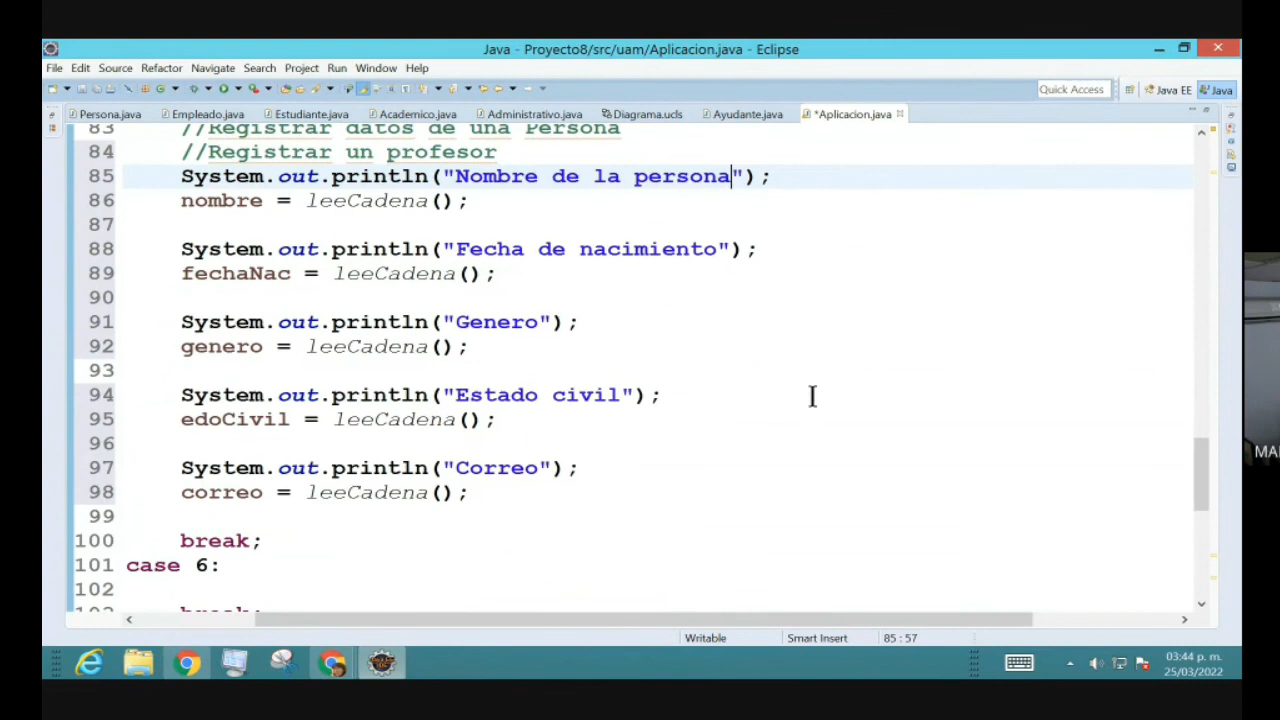 Java - Proyecto8/src/uam/Aplicacion.java - Eclipse
File Edit Source Refactor Navigate Search Project Run Window Help
Quick Access Java EE Java
Persona.java Empleado.java Estudiante.java Academico.java Administrativo.java Diagrama.ucls Ayudante.java *Aplicacion.java
83 //Registrar datos de una Persona
84 //Registrar un profesor
85 System.out.println("Nombre de la persona");
86 nombre = leeCadena();
87
88 System.out.println("Fecha de nacimiento");
89 fechaNac = leeCadena();
90
91 System.out.println("Genero");
92 genero = leeCadena();
93
94 System.out.println("Estado civil");
95 edoCivil = leeCadena();
96
97 System.out.println("Correo");
98 correo = leeCadena();
99
100 break;
101 case 6:
102
103 break;
Writable Smart Insert 85 : 57
03:44 p. m.
25/03/2022